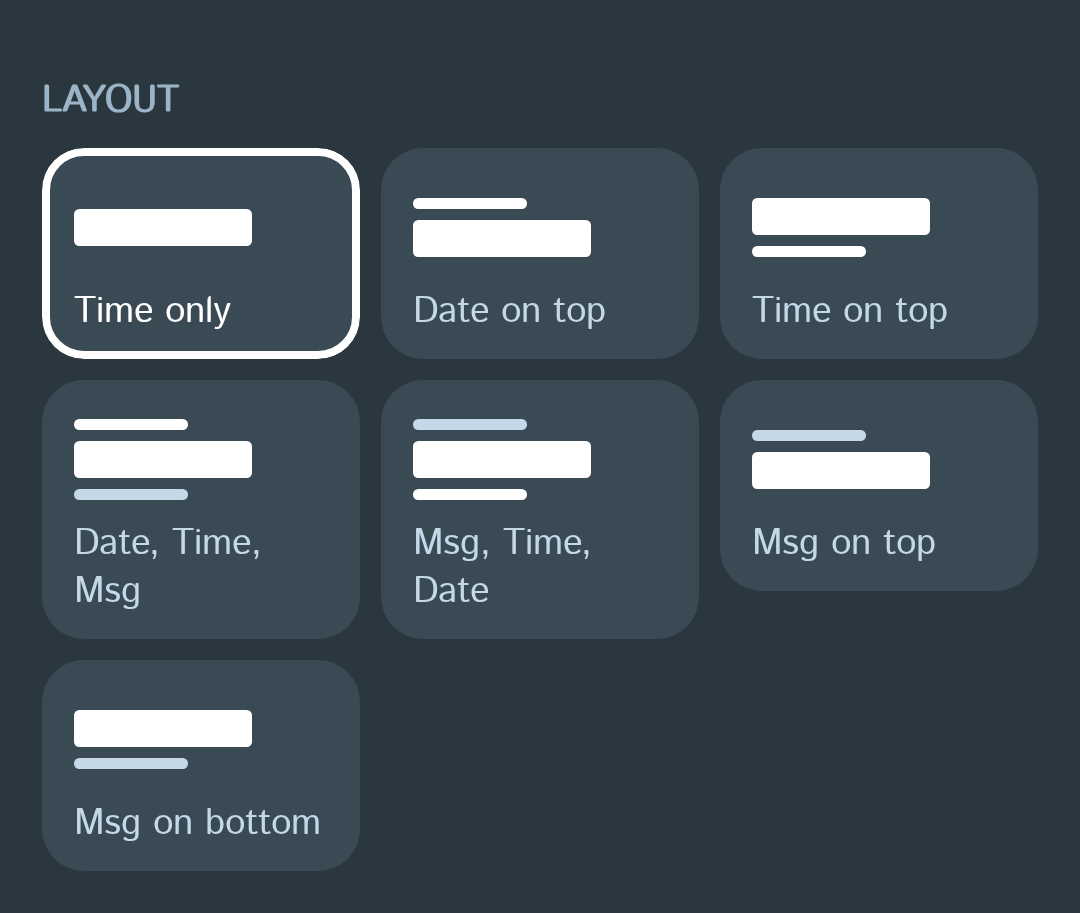 LAYOUT
Time only
Date on top
Time on top
Date, Time,
Msg
Msg, Time,
Date
Msg on top
Msg on bottom